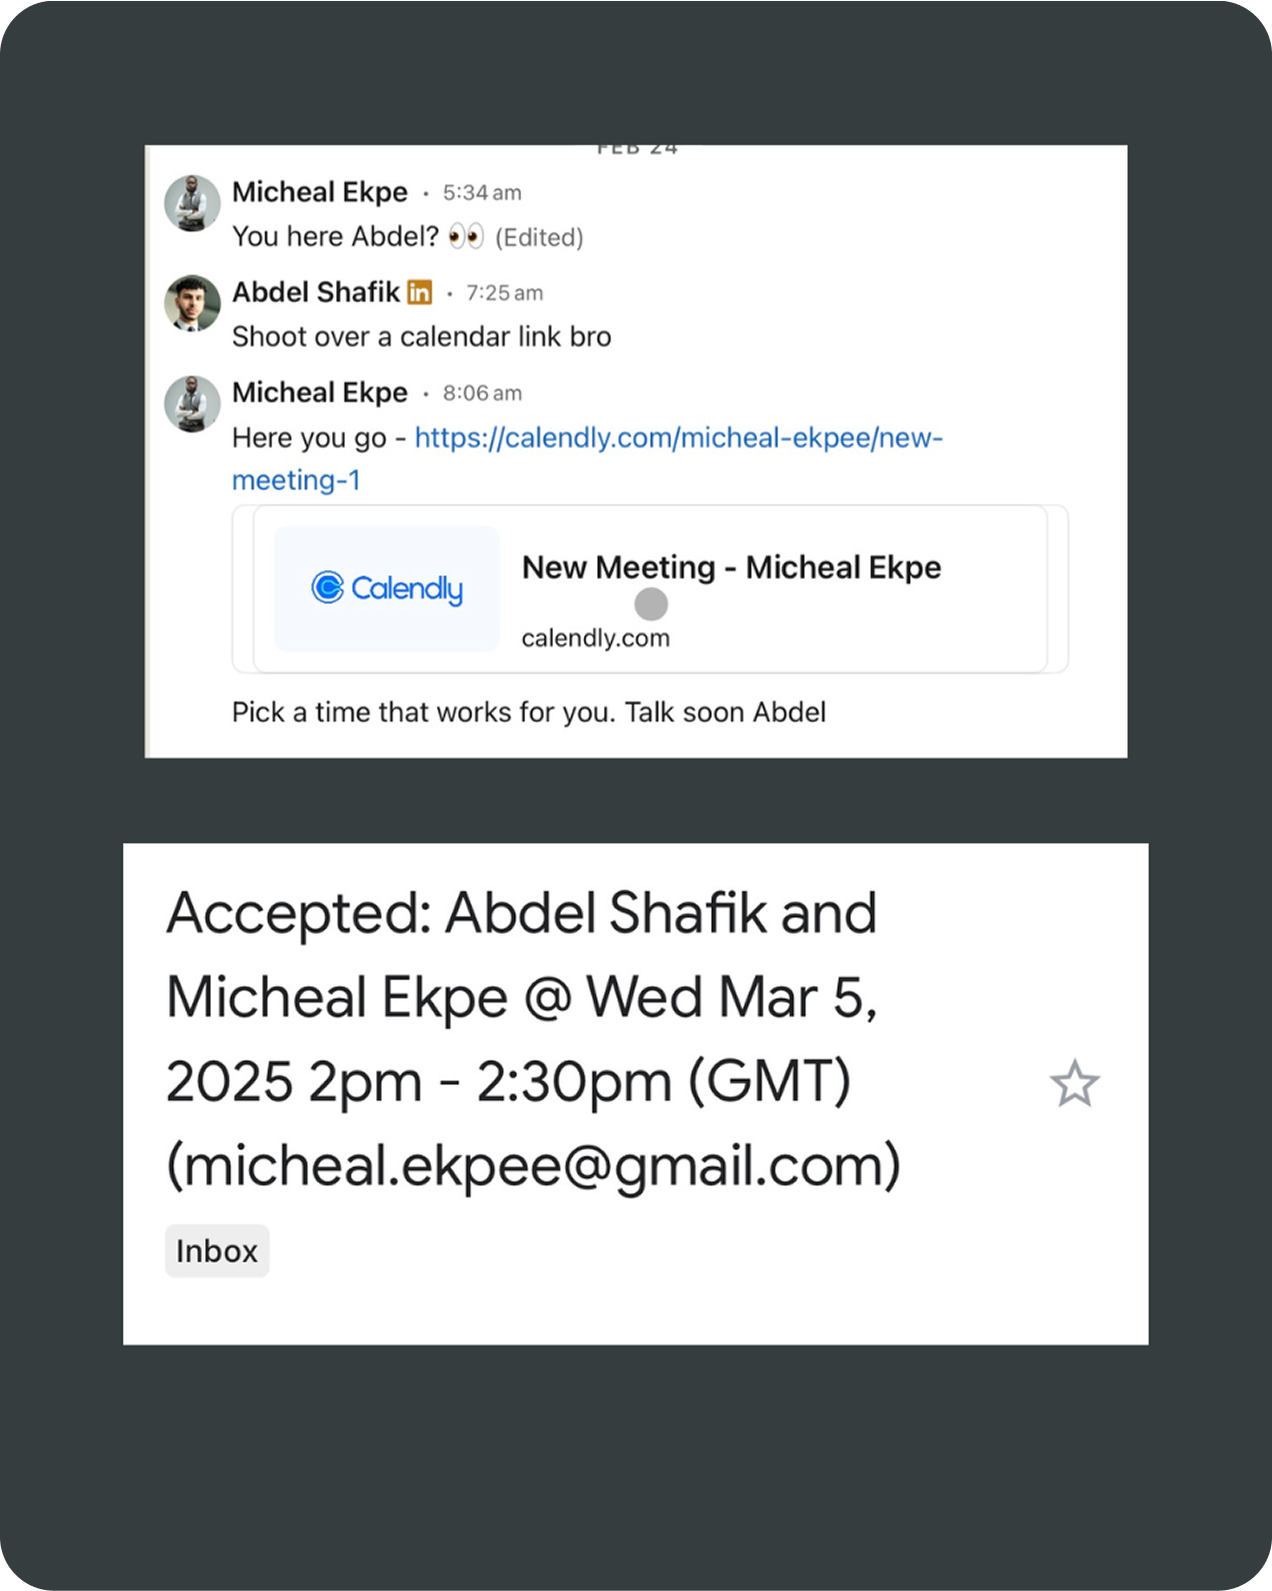 FEB 24
Micheal Ekpe · 5:34 am
You here Abdel? 👀 (Edited)
Abdel Shafik in · 7:25 am
Shoot over a calendar link bro
Micheal Ekpe · 8:06 am
Here you go - https://calendly.com/micheal-ekpee/new-
meeting-1
Calendly
New Meeting - Micheal Ekpe
calendly.com
Pick a time that works for you. Talk soon Abdel
Accepted: Abdel Shafik and
Micheal Ekpe @ Wed Mar 5,
2025 2pm - 2:30pm (GMT)
(micheal.ekpee@gmail.com)
Inbox